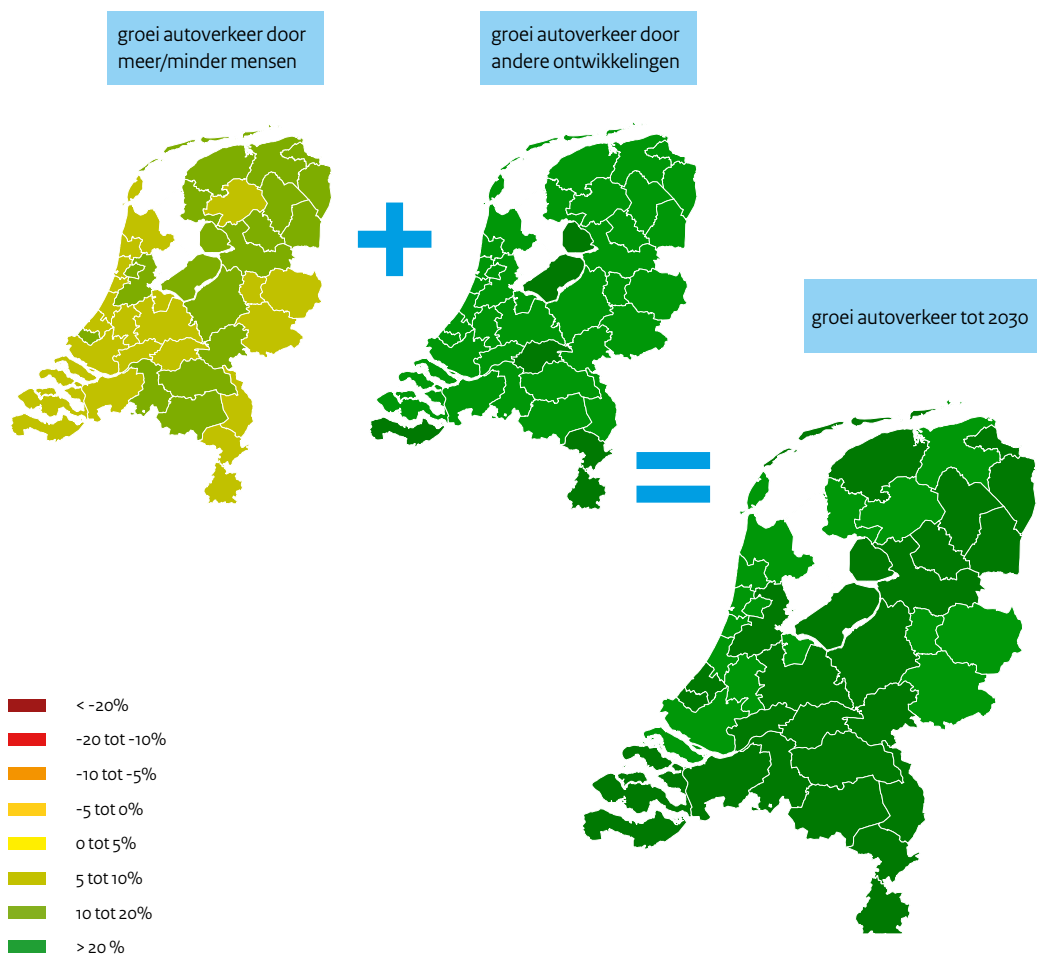 groei autoverkeer door
meer/minder mensen
groei autoverkeer door
andere ontwikkelingen
groei autoverkeer tot 2030
< -20%
-20 tot -10%
-10 tot -5%
-5 tot 0%
0 tot 5%
5 tot 10%
10 tot 20%
> 20 %